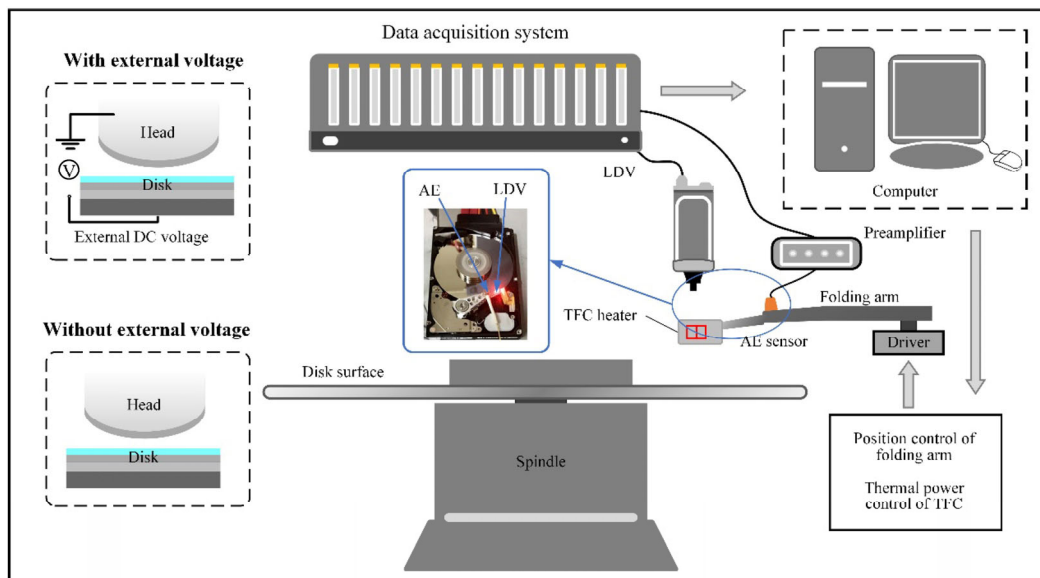 Data acquisition system
With external voltage
Head
V
Disk
External DC voltage
Without external voltage
Head
Disk
LDV
AE
LDV
Computer
Preamplifier
Folding arm
TFC heater
AE sensor
Driver
Disk surface
Spindle
Position control of
folding arm
Thermal power
control of TFC